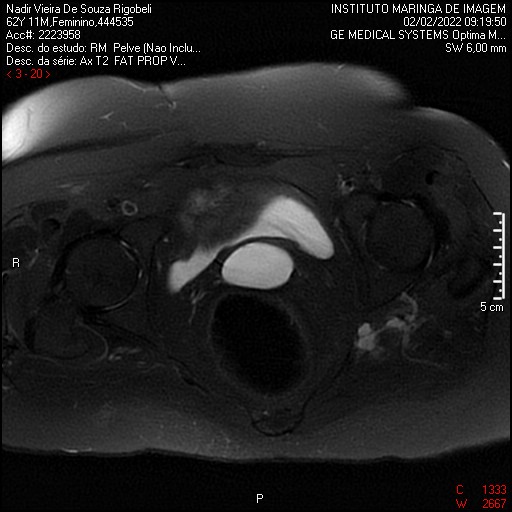 Nadir Vieira De Souza Rigobeli
62Y 11M,Feminino,444535
Acc#: 2223958
Desc. do estudo: RM  Pelve (Nao Inclu...
Desc. da série: Ax T2  FAT PROP V...
< 3 - 20 >
INSTITUTO MARINGA DE IMAGEM
02/02/2022 09:19:50
GE MEDICAL SYSTEMS Optima M...
SW 6,00 mm
R
5 cm
P
C 1333
W 2667